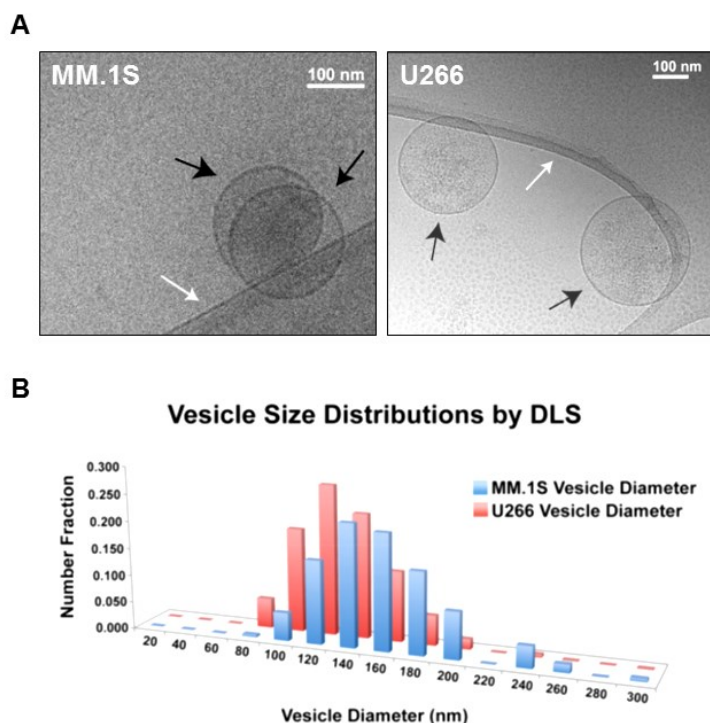 A
MM.1S
100 nm
U266
100 nm
B
Vesicle Size Distributions by DLS
Number Fraction
0.300
0.250
0.200
0.150
0.100
0.050
0.000
MM.1S Vesicle Diameter
U266 Vesicle Diameter
20 40 60 80 100 120 140 160 180 200 220 240 260 280 300
Vesicle Diameter (nm)